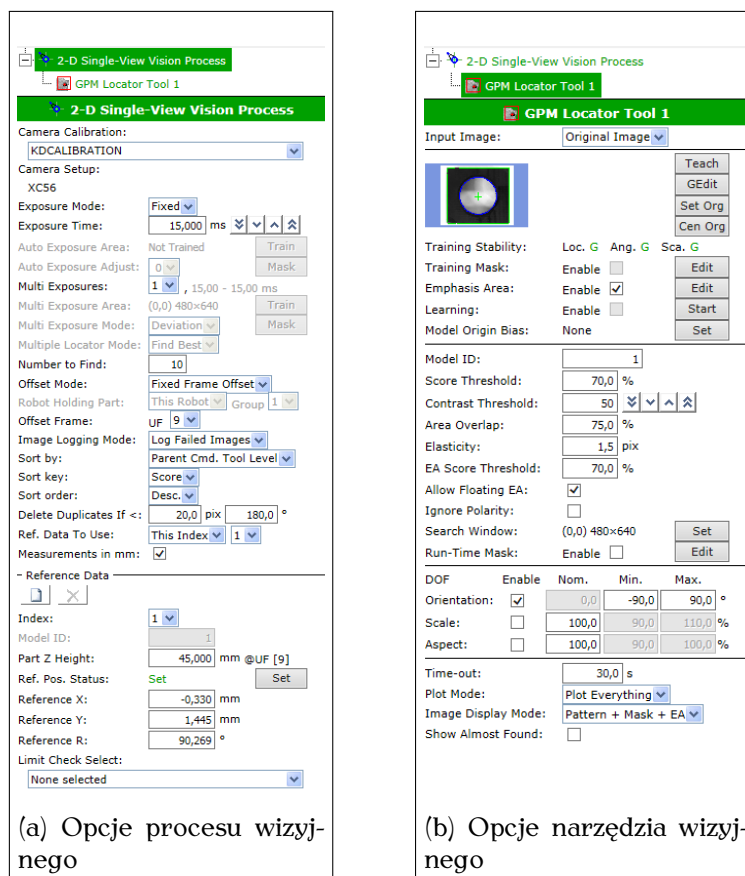 2-D Single-View Vision Process
GPM Locator Tool 1
2-D Single-View Vision Process
Camera Calibration:
KDCALIBRATION
Camera Setup:
XC56
Exposure Mode: Fixed
Exposure Time: 15,000 ms
Auto Exposure Area: Not Trained Train
Auto Exposure Adjust: 0 Mask
Multi Exposures: 1 , 15,00 - 15,00 ms
Multi Exposure Area: (0,0) 480×640 Train
Multi Exposure Mode: Deviation Mask
Multiple Locator Mode: Find Best
Number to Find: 10
Offset Mode: Fixed Frame Offset
Robot Holding Part: This Robot Group 1
Offset Frame: UF 9
Image Logging Mode: Log Failed Images
Sort by: Parent Cmd. Tool Level
Sort key: Score
Sort order: Desc.
Delete Duplicates If <: 20,0 pix 180,0 °
Ref. Data To Use: This Index 1
Measurements in mm:
Reference Data
Index: 1
Model ID: 1
Part Z Height: 45,000 mm @UF [9]
Ref. Pos. Status: Set Set
Reference X: -0,330 mm
Reference Y: 1,445 mm
Reference R: 90,269 °
Limit Check Select:
None selected
(a) Opcje procesu wizyj-
nego
2-D Single-View Vision Process
GPM Locator Tool 1
GPM Locator Tool 1
Input Image: Original Image
Teach
GEdit
Set Org
Cen Org
Training Stability: Loc. G Ang. G Sca. G
Training Mask: Enable Edit
Emphasis Area: Enable Edit
Learning: Enable Start
Model Origin Bias: None Set
Model ID: 1
Score Threshold: 70,0 %
Contrast Threshold: 50
Area Overlap: 75,0 %
Elasticity: 1,5 pix
EA Score Threshold: 70,0 %
Allow Floating EA:
Ignore Polarity:
Search Window: (0,0) 480×640 Set
Run-Time Mask: Enable Edit
DOF Enable Nom. Min. Max.
Orientation: 0,0 -90,0 90,0 °
Scale: 100,0 90,0 110,0 %
Aspect: 100,0 90,0 100,0 %
Time-out: 30,0 s
Plot Mode: Plot Everything
Image Display Mode: Pattern + Mask + EA
Show Almost Found:
(b) Opcje narzędzia wizyj-
nego